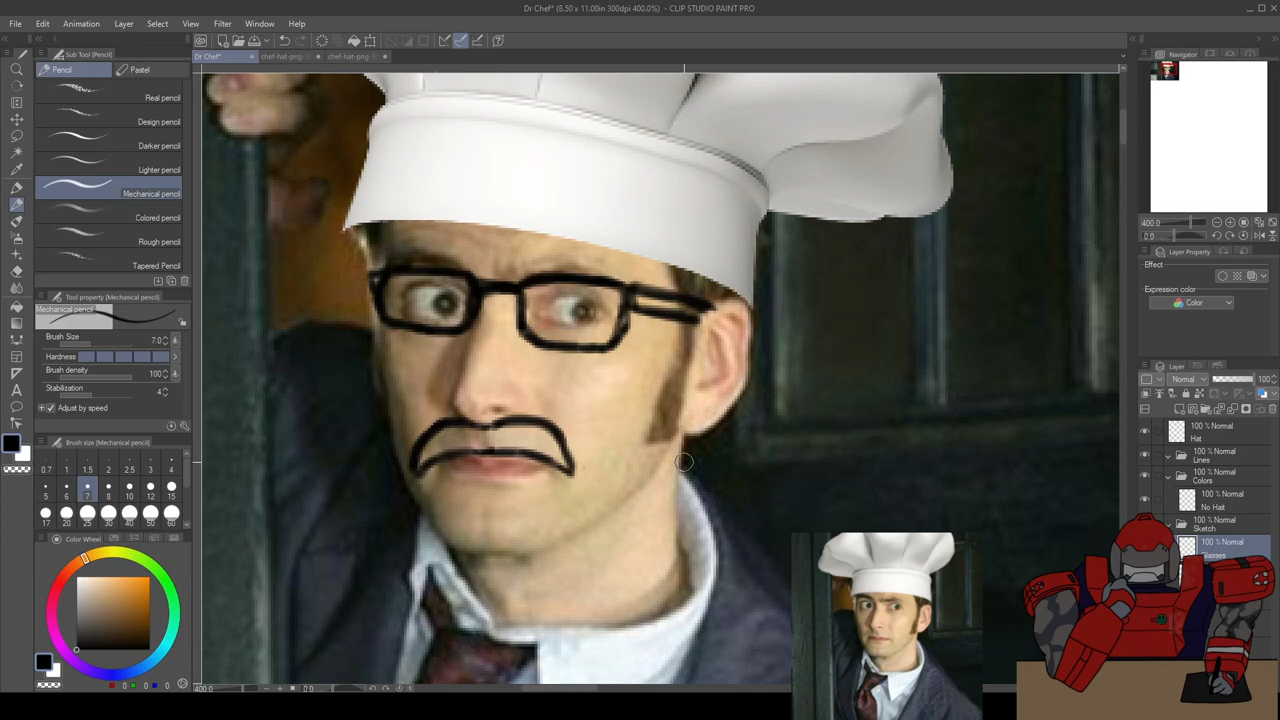 Dr Chef* (8.50 x 11.00in 300dpi 400.0%) - CLIP STUDIO PAINT PRO
File Edit Animation Layer Select View Filter Window Help
Sub Tool [Pencil]
Dr Chef* chef-hat-png- chef-hat-png
Navigator
Pencil Pastel
Real pencil
Design pencil
Darker pencil
Lighter pencil
Mechanical pencil
Colored pencil
Rough pencil
Tapered Pencil
Tool property [Mechanical pencil]
Mechanical pencil
Brush Size 7.0
Hardness
Brush density 100
Stabilization 4
Adjust by speed
Brush size [Mechanical pencil]
0.7 1 1.5 2 2.5 3 4
5 6 7 8 10 12 15
17 20 25 30 40 50 60
Color Wheel
0 0 0
400.0 0.0
400.0
0.0
Layer Property
Effect
Expression color
Color
Layer
Normal 100
100 % Normal
Hat
100 % Normal
Lines
100 % Normal
Colors
100 % Normal
No Hat
100 % Normal
Sketch
100 % Normal
Glasses